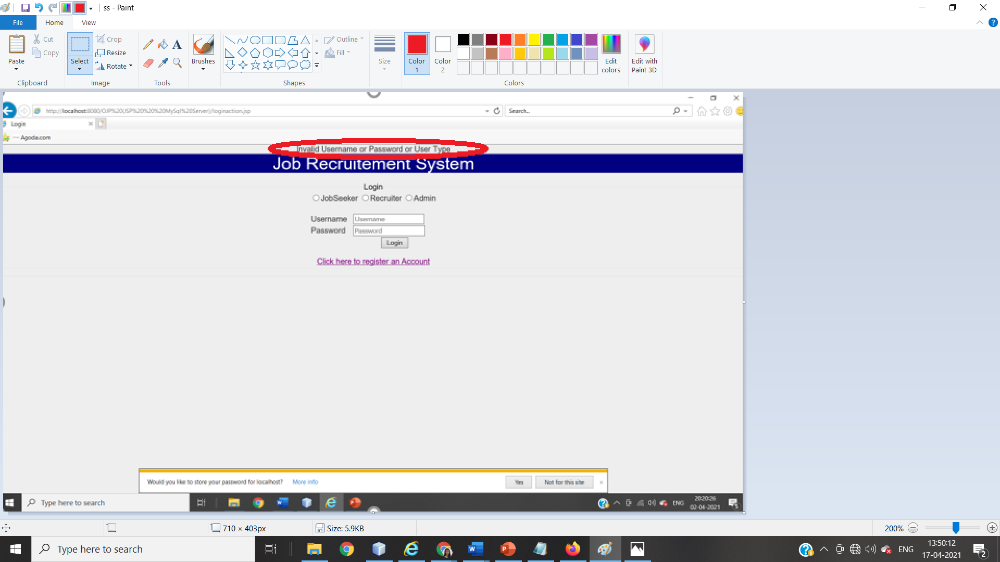 ss - Paint
File Home View
Paste Cut Copy Clipboard
Select Crop Resize Rotate Image
Tools
Brushes
Shapes
Outline Fill
Size
Color 1 Color 2
Edit colors
Colors
Edit with Paint 3D
http://localhost:8080/OJP%20(JSP%20%20%20MySql%20Server)/loginaction.jsp
Search...
Login
Agoda.com
Invalid Username or Password or User Type
Job Recruitement System
Login
JobSeeker Recruiter Admin
Username Username
Password Password
Login
Click here to register an Account
Would you like to store your password for localhost? More info Yes Not for this site
Type here to search
ENG 20:20:26
02-04-2021
5
710 × 403px Size: 5.9KB 200%
Type here to search
ENG 13:50:12
17-04-2021
2